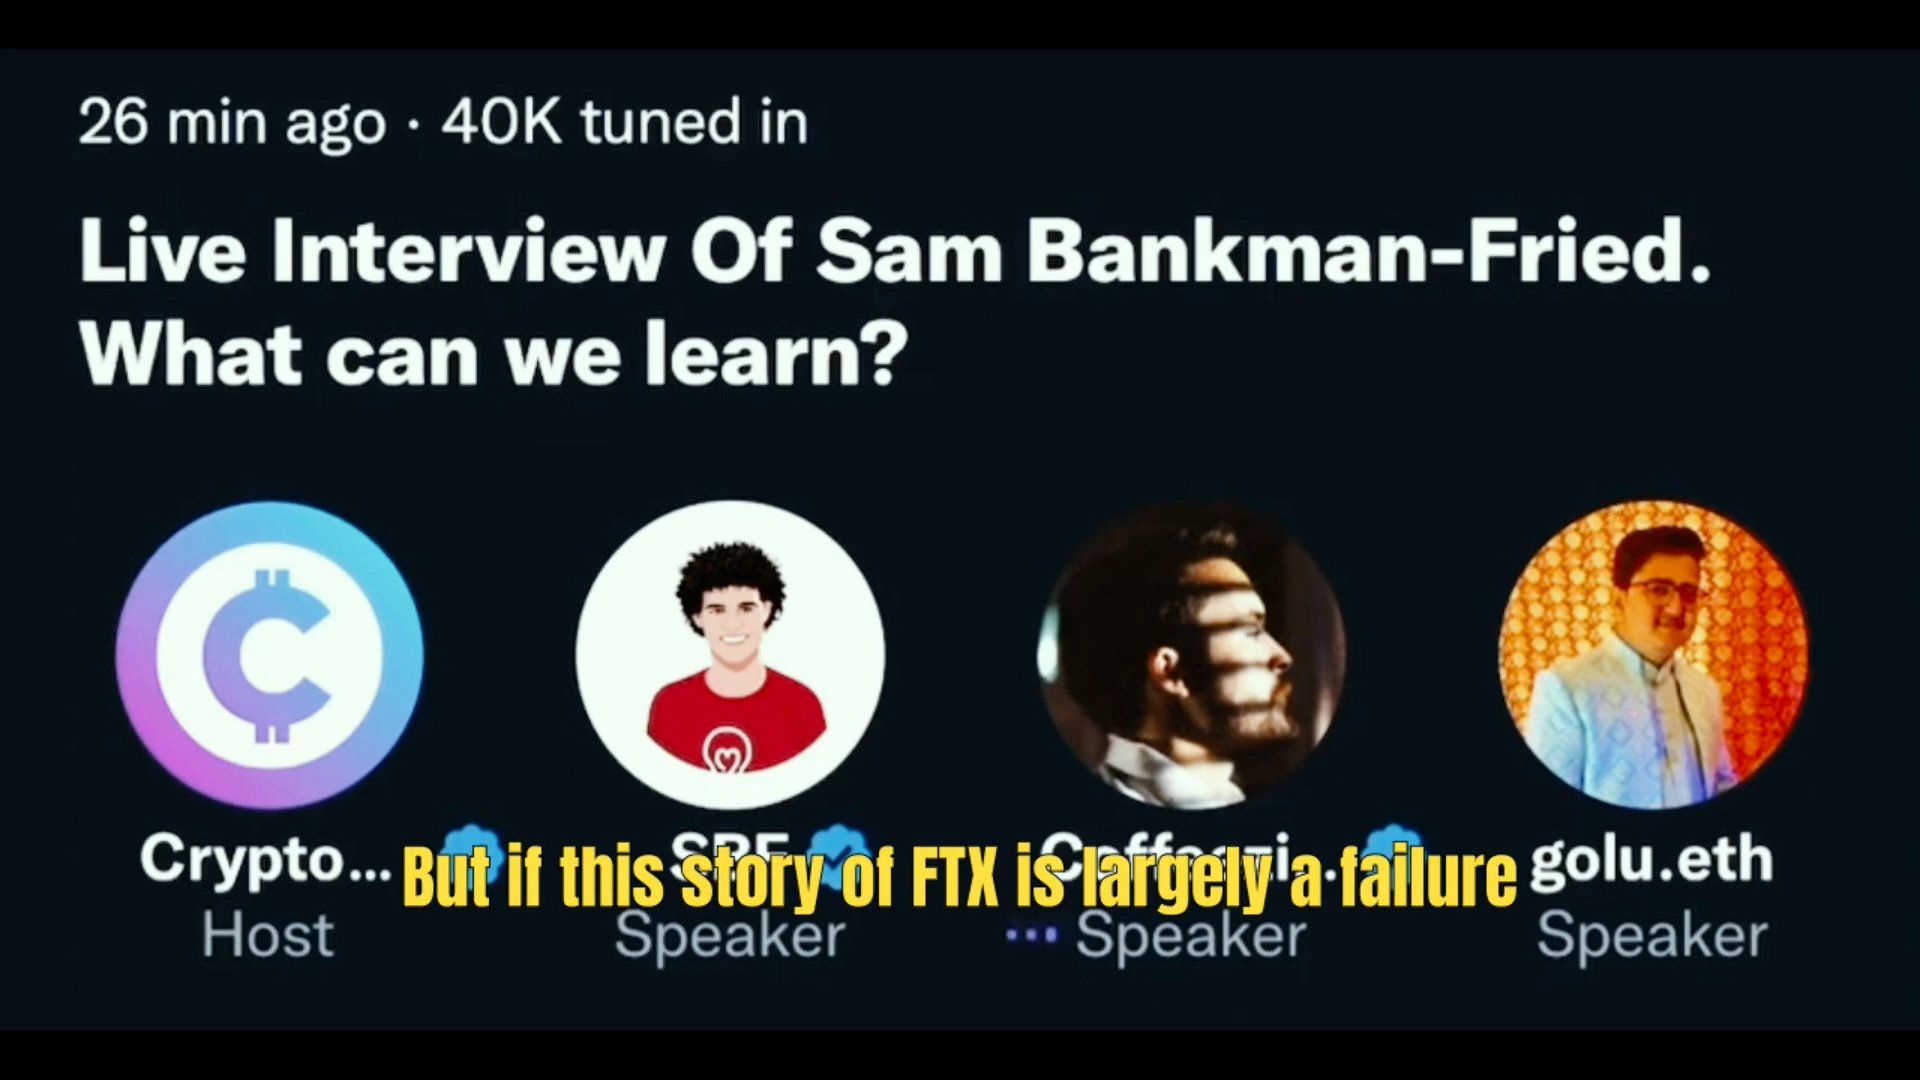 26 min ago · 40K tuned in
Live Interview Of Sam Bankman-Fried.
What can we learn?
Crypto... SBF golu.eth
But if this story of FTX is largely a failure
Host Speaker Speaker Speaker